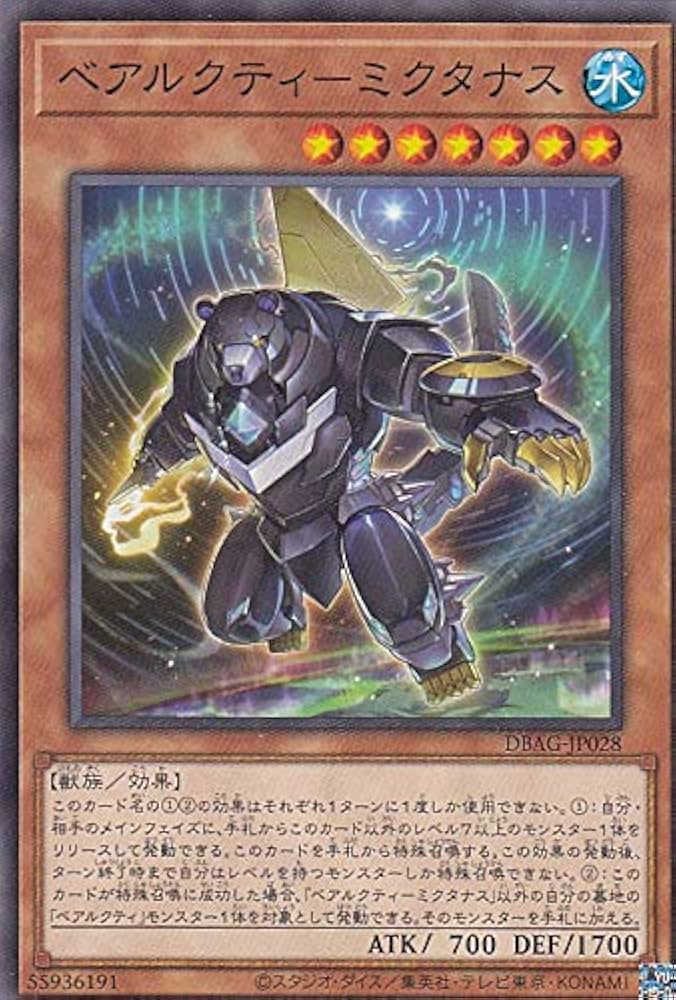 ベアルクティーミクタナス
水
DBAG-JP028
【獣族／効果】
このカード名の①②の効果はそれぞれ1ターンに1度しか使用できない。①：自分・
相手のメインフェイズに、手札からこのカード以外のレベル7以上のモンスター1体を
リリースして発動できる。このカードを手札から特殊召喚する。この効果の発動後、
ターン終了時まで自分はレベルを持つモンスターしか特殊召喚できない。②：この
カードが特殊召喚に成功した場合、「ベアルクティーミクタナス」以外の自分の墓地の
「ベアルクティ」モンスター1体を対象として発動できる。そのモンスターを手札に加える。
ATK/ 700 DEF/1700
55936191 ©スタジオ・ダイス／集英社・テレビ東京・KONAMI